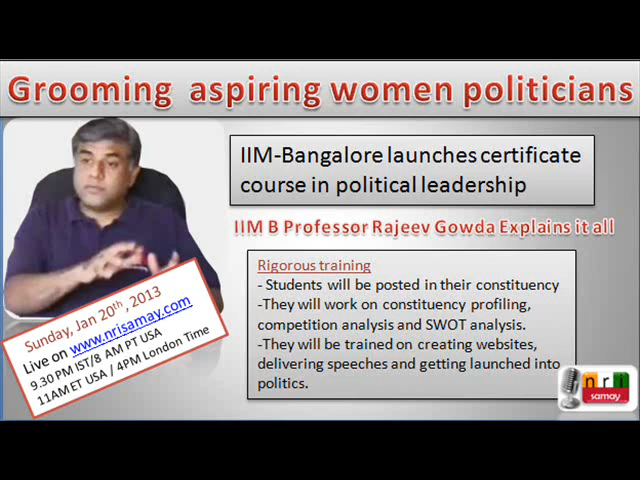 Grooming aspiring women politicians
IIM-Bangalore launches certificate
course in political leadership
IIM B Professor Rajeev Gowda Explains it all
Rigorous training
- Students will be posted in their constituency
-They will work on constituency profiling,
competition analysis and SWOT analysis.
-They will be trained on creating websites,
delivering speeches and getting launched into
politics.
Sunday, Jan 20th, 2013
Live on www.nrisamay.com
9.30 PM IST/8 AM PT USA
11AM ET USA / 4PM London Time
nri
samay